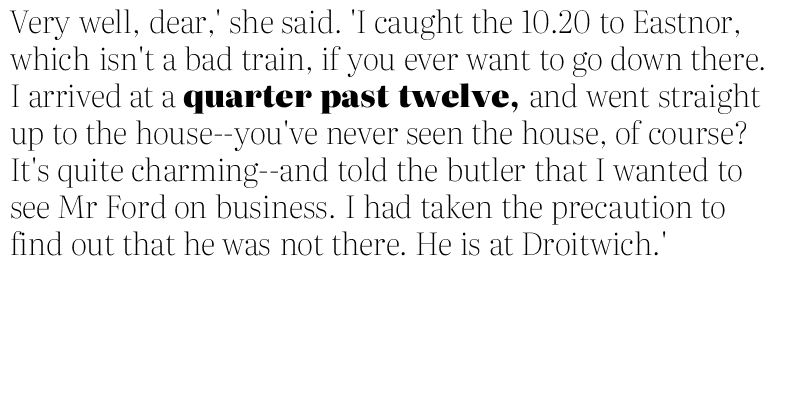 Very well, dear,' she said. 'I caught the 10.20 to Eastnor,
which isn't a bad train, if you ever want to go down there.
I arrived at a quarter past twelve, and went straight
up to the house--you've never seen the house, of course?
It's quite charming--and told the butler that I wanted to
see Mr Ford on business. I had taken the precaution to
find out that he was not there. He is at Droitwich.'